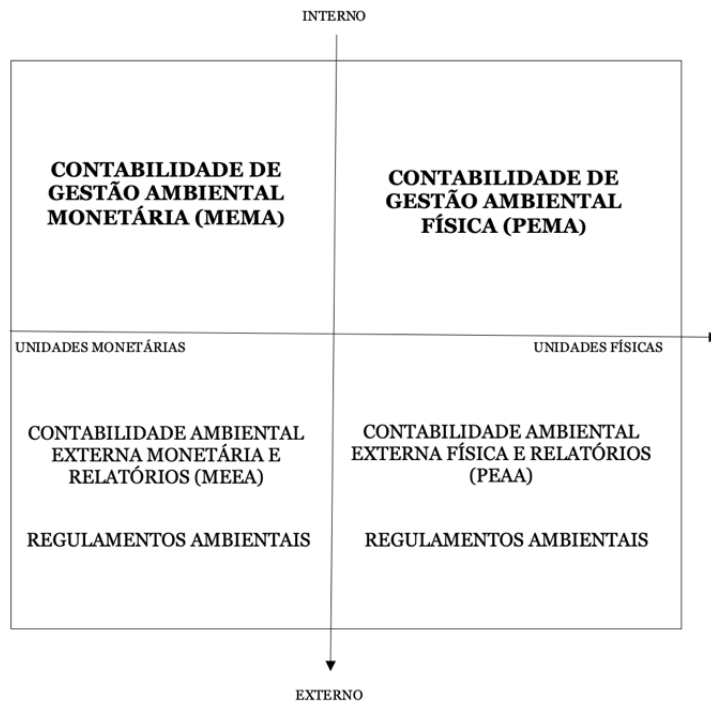 INTERNO
CONTABILIDADE DE
GESTÃO AMBIENTAL
MONETÁRIA (MEMA)
CONTABILIDADE DE
GESTÃO AMBIENTAL
FÍSICA (PEMA)
UNIDADES MONETÁRIAS
UNIDADES FÍSICAS
CONTABILIDADE AMBIENTAL
EXTERNA MONETÁRIA E
RELATÓRIOS (MEEA)
REGULAMENTOS AMBIENTAIS
CONTABILIDADE AMBIENTAL
EXTERNA FÍSICA E RELATÓRIOS
(PEAA)
REGULAMENTOS AMBIENTAIS
EXTERNO